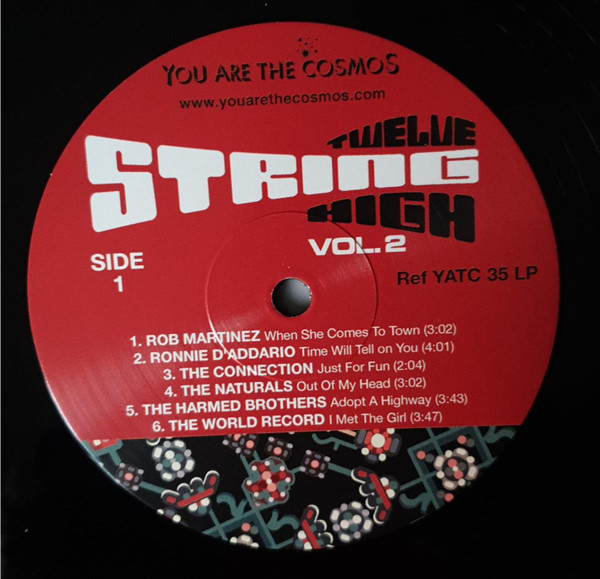 YOU ARE THE COSMOS
www.youarethecosmos.com
TWELVE
STRING
HIGH
VOL.2
SIDE
1
Ref YATC 35 LP
1. ROB MARTINEZ When She Comes To Town (3:02)
2. RONNIE D'ADDARIO Time Will Tell on You (4:01)
3. THE CONNECTION Just For Fun (2:04)
4. THE NATURALS Out Of My Head (3:02)
5. THE HARMED BROTHERS Adopt A Highway (3:43)
6. THE WORLD RECORD I Met The Girl (3:47)